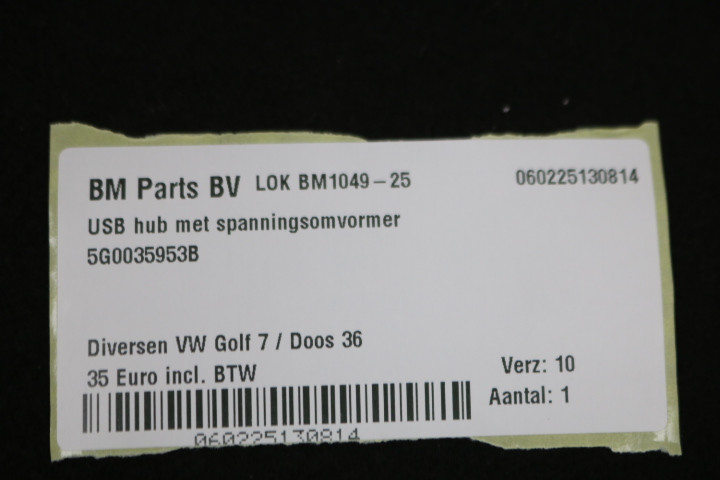 BM Parts BV LOK BM1049-25 060225130814
USB hub met spanningsomvormer
5G0035953B
Diversen VW Golf 7 / Doos 36
35 Euro incl. BTW
Verz: 10
Aantal: 1
060225130814